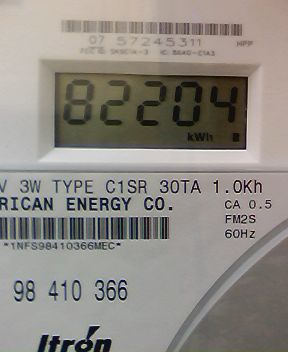 07 57245311
82204
kWh
V 3W TYPE C1SR 30TA 1.0Kh
RICAN ENERGY CO.
CA 0.5
FM2S
60Hz
*1NFS98410366MEC*
98 410 366
Itron